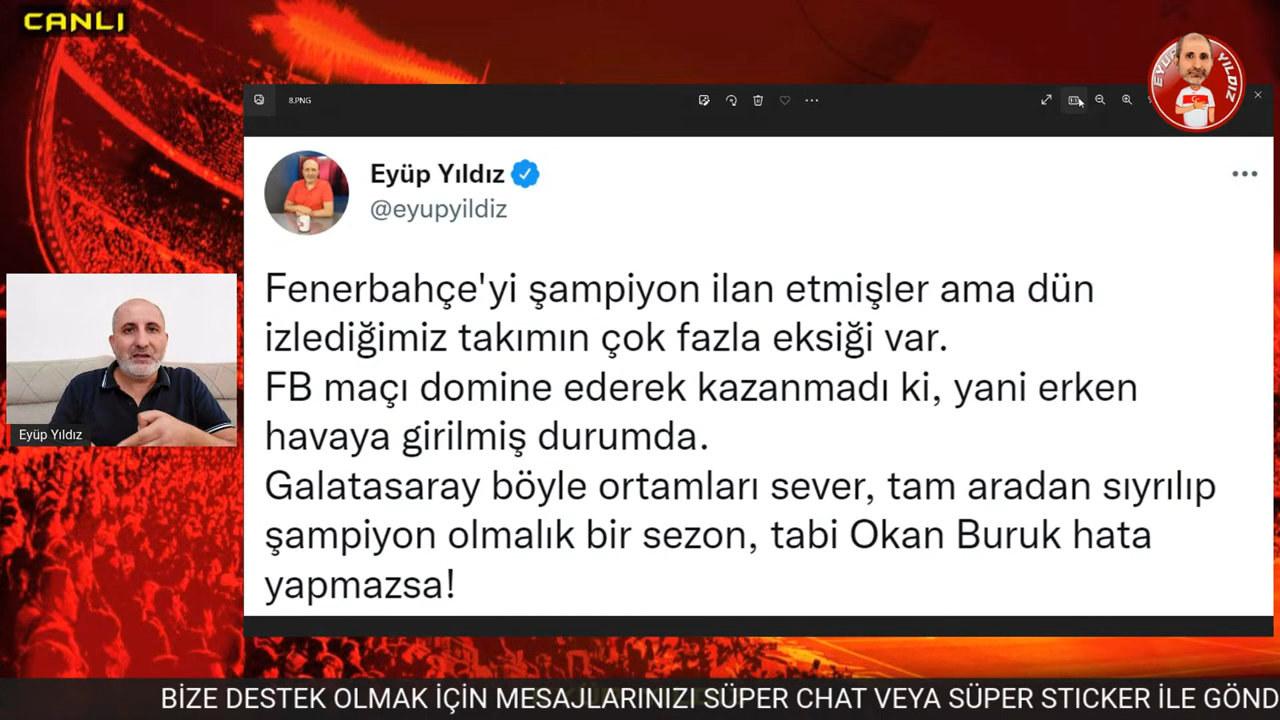 CANLI
8.PNG
EYÜP YILDIZ
Eyüp Yıldız
@eyupyildiz
Fenerbahçe'yi şampiyon ilan etmişler ama dün
izlediğimiz takımın çok fazla eksiği var.
FB maçı domine ederek kazanmadı ki, yani erken
havaya girilmiş durumda.
Galatasaray böyle ortamları sever, tam aradan sıyrılıp
şampiyon olmalık bir sezon, tabi Okan Buruk hata
yapmazsa!
Eyüp Yıldız
BİZE DESTEK OLMAK İÇİN MESAJLARINIZI SÜPER CHAT VEYA SÜPER STICKER İLE GÖND